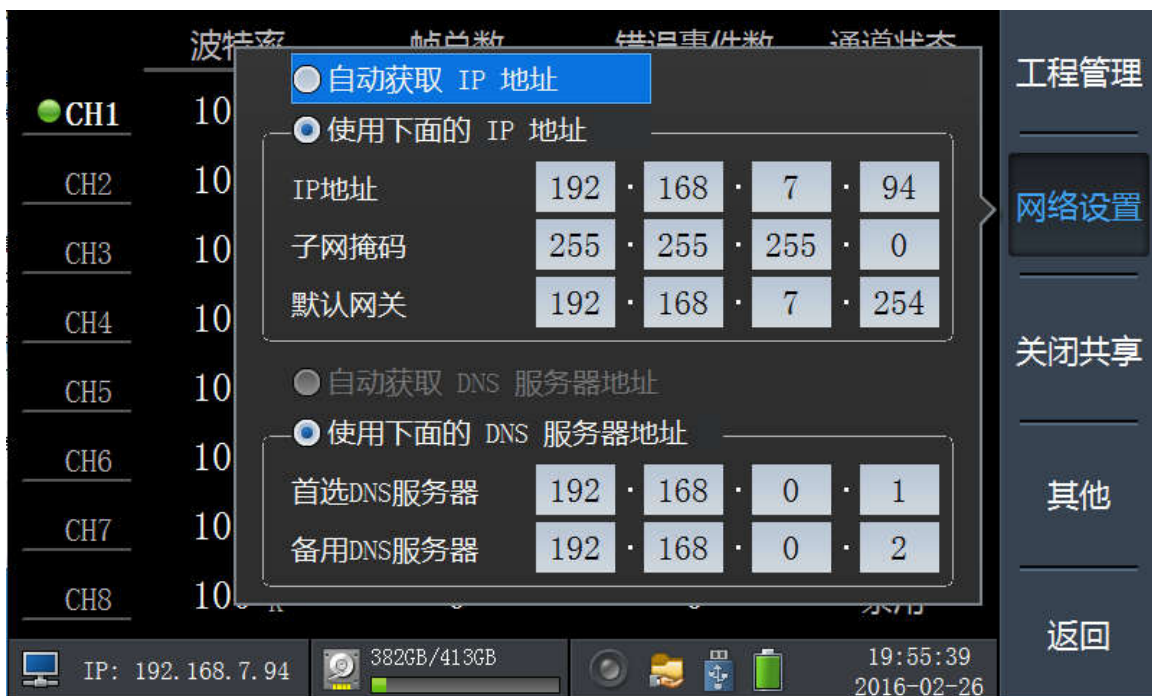 波特率 帧总数 错误事件数 通道状态
自动获取 IP 地址
CH1 10
使用下面的 IP 地址
CH2 10
IP地址 192 . 168 . 7 . 94
CH3 10
子网掩码 255 . 255 . 255 . 0
CH4 10
默认网关 192 . 168 . 7 . 254
CH5 10
自动获取 DNS 服务器地址
使用下面的 DNS 服务器地址
CH6 10
首选DNS服务器 192 . 168 . 0 . 1
CH7 10
备用DNS服务器 192 . 168 . 0 . 2
CH8 10
工程管理
网络设置
关闭共享
其他
返回
IP: 192.168.7.94
382GB/413GB
19:55:39
2016-02-26